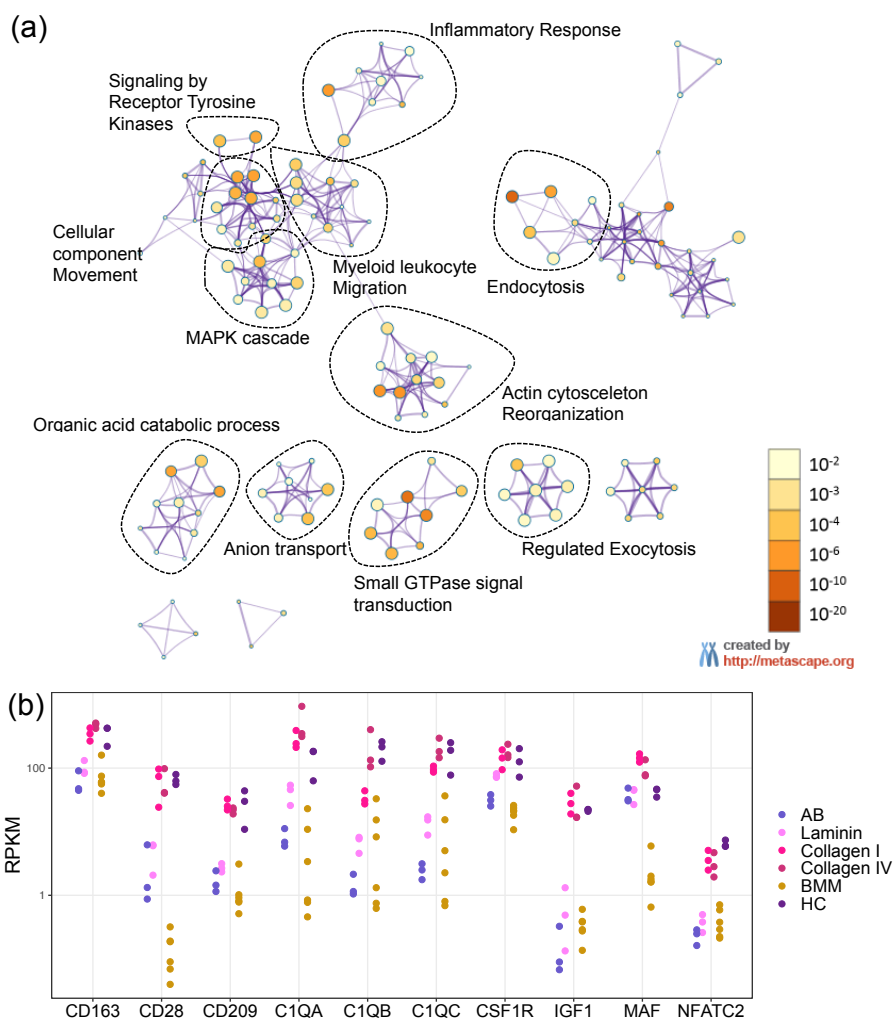 (a)
Inflammatory Response
Signaling by
Receptor Tyrosine
Kinases
Cellular
component
Movement
Myeloid leukocyte
Migration
Endocytosis
MAPK cascade
Actin cytosceleton
Reorganization
Organic acid catabolic process
Anion transport
Regulated Exocytosis
Small GTPase signal
transduction
10⁻²
10⁻³
10⁻⁴
10⁻⁶
10⁻¹⁰
10⁻²⁰
created by
http://metascape.org
(b)
RPKM
100
1
AB
Laminin
Collagen I
Collagen IV
BMM
HC
CD163 CD28 CD209 C1QA C1QB C1QC CSF1R IGF1 MAF NFATC2